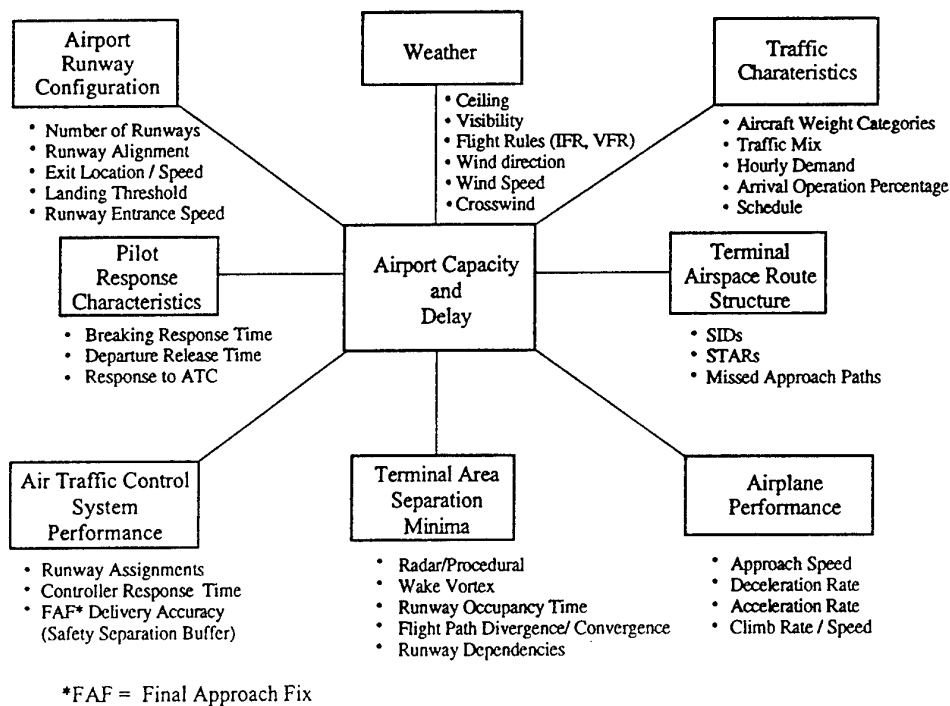 Airport
Runway
Configuration
• Number of Runways
• Runway Alignment
• Exit Location / Speed
• Landing Threshold
• Runway Entrance Speed
Weather
• Ceiling
• Visibility
• Flight Rules (IFR, VFR)
• Wind direction
• Wind Speed
• Crosswind
Traffic
Charateristics
• Aircraft Weight Categories
• Traffic Mix
• Hourly Demand
• Arrival Operation Percentage
• Schedule
Pilot
Response
Characteristics
• Breaking Response Time
• Departure Release Time
• Response to ATC
Airport Capacity
and
Delay
Terminal
Airspace Route
Structure
• SIDs
• STARs
• Missed Approach Paths
Air Traffic Control
System
Performance
• Runway Assignments
• Controller Response Time
• FAF* Delivery Accuracy
(Safety Separation Buffer)
Terminal Area
Separation
Minima
• Radar/Procedural
• Wake Vortex
• Runway Occupancy Time
• Flight Path Divergence/ Convergence
• Runway Dependencies
Airplane
Performance
• Approach Speed
• Deceleration Rate
• Acceleration Rate
• Climb Rate / Speed
*FAF = Final Approach Fix